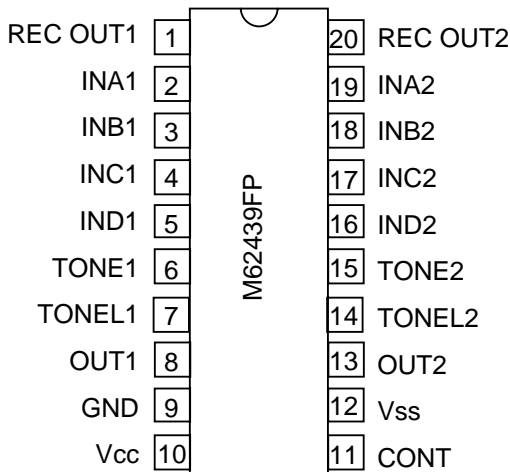 REC OUT1 1 20 REC OUT2
INA1 2 19 INA2
INB1 3 18 INB2
INC1 4 17 INC2
IND1 5 16 IND2
TONE1 6 15 TONE2
TONEL1 7 14 TONEL2
OUT1 8 13 OUT2
GND 9 12 Vss
Vcc 10 11 CONT
M62439FP